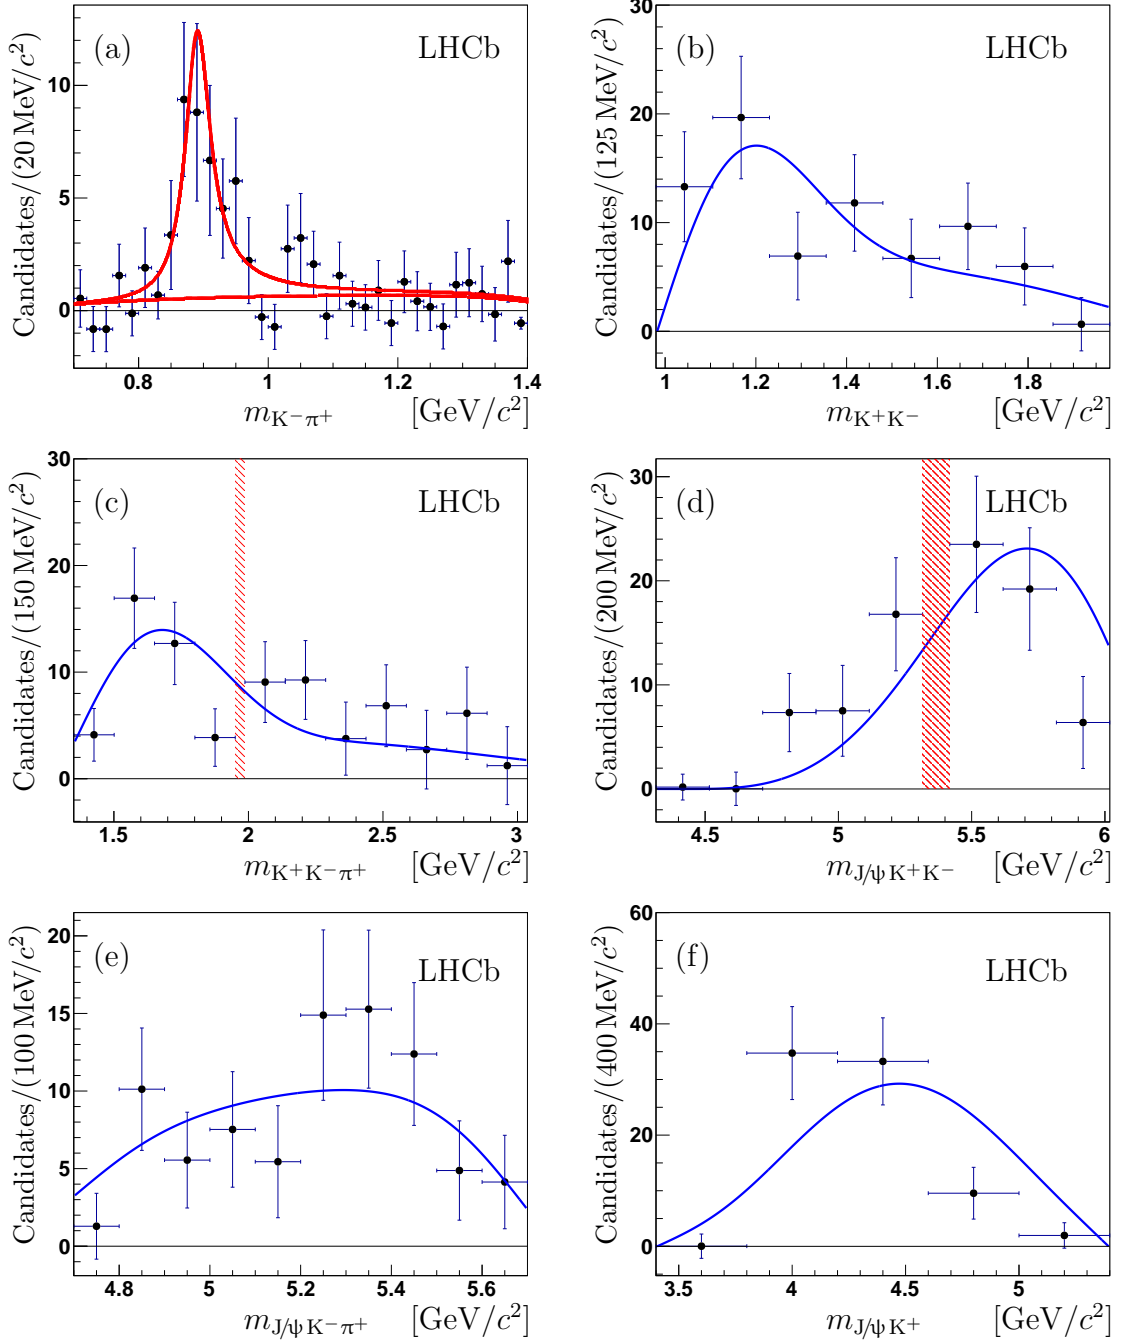 (a) LHCb
Candidates/(20 MeV/c²)
10
5
0
0.8 1 1.2 1.4
m_{K⁻π⁺} [GeV/c²]
(b) LHCb
Candidates/(125 MeV/c²)
30
20
10
0
1 1.2 1.4 1.6 1.8
m_{K⁺K⁻} [GeV/c²]
(c) LHCb
Candidates/(150 MeV/c²)
30
20
10
0
1.5 2 2.5 3
m_{K⁺K⁻π⁺} [GeV/c²]
(d) LHCb
Candidates/(200 MeV/c²)
30
20
10
0
4.5 5 5.5 6
m_{J/ψK⁺K⁻} [GeV/c²]
(e) LHCb
Candidates/(100 MeV/c²)
20
15
10
5
0
4.8 5 5.2 5.4 5.6
m_{J/ψK⁻π⁺} [GeV/c²]
(f) LHCb
Candidates/(400 MeV/c²)
60
40
20
0
3.5 4 4.5 5
m_{J/ψK⁺} [GeV/c²]